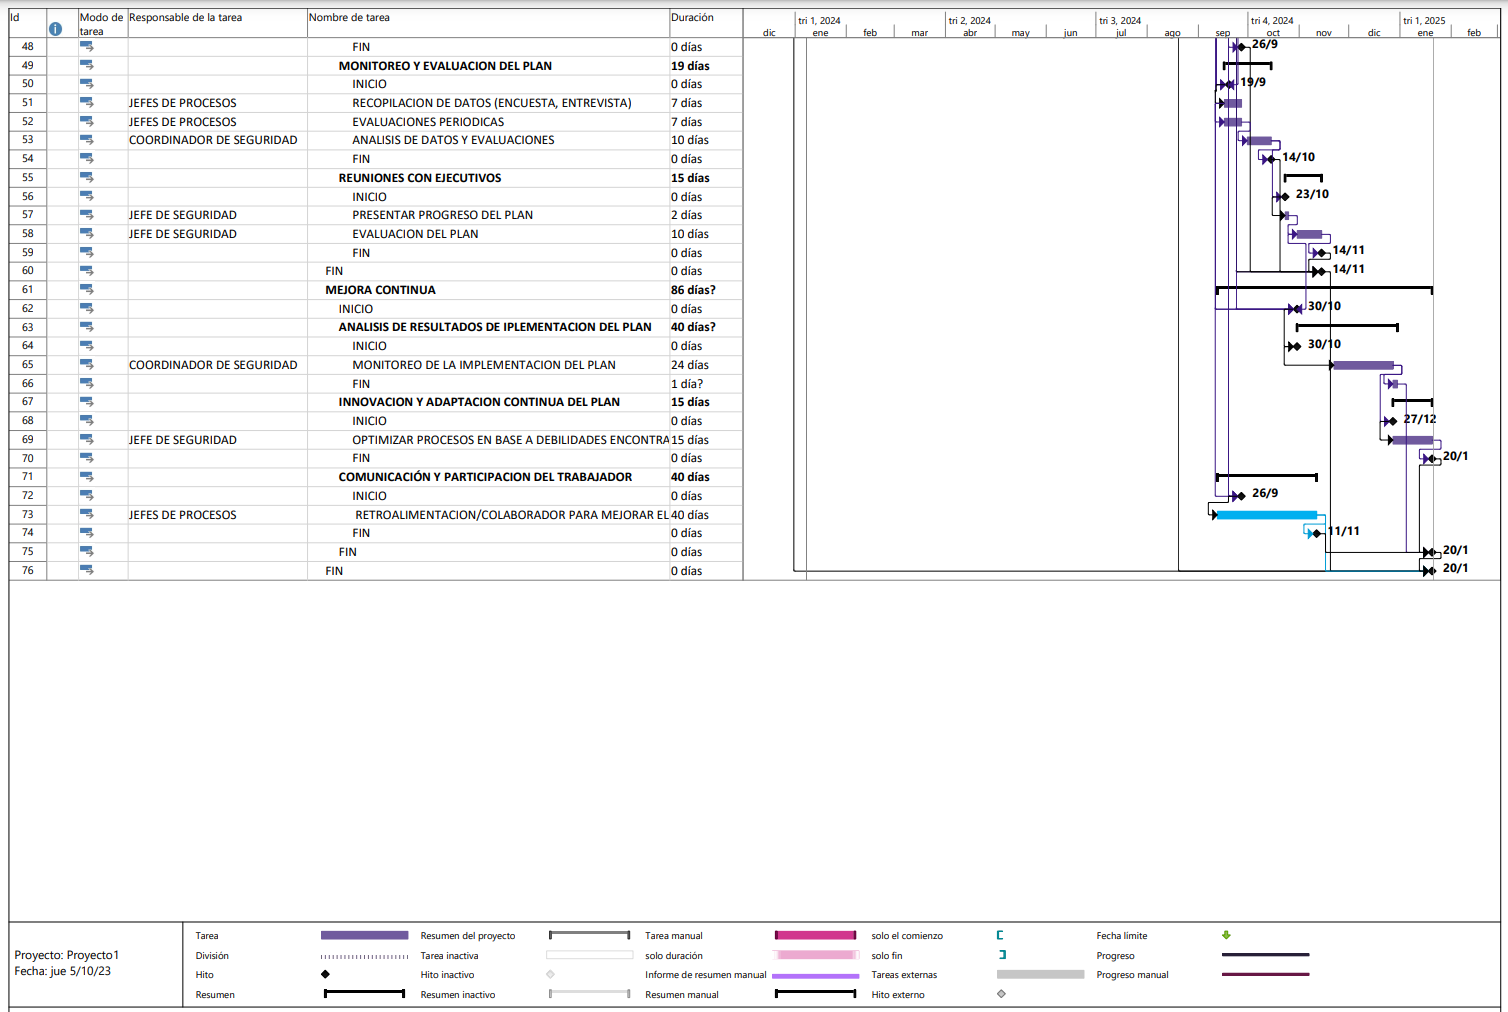 Id Modo de tarea Responsable de la tarea Nombre de tarea Duración
tri 1, 2024 tri 2, 2024 tri 3, 2024 tri 4, 2024 tri 1, 2025
dic ene feb mar abr may jun jul ago sep oct nov dic ene feb
48 FIN 0 días 26/9
49 MONITOREO Y EVALUACION DEL PLAN 19 días
50 INICIO 0 días 19/9
51 JEFES DE PROCESOS RECOPILACION DE DATOS (ENCUESTA, ENTREVISTA) 7 días
52 JEFES DE PROCESOS EVALUACIONES PERIODICAS 7 días
53 COORDINADOR DE SEGURIDAD ANALISIS DE DATOS Y EVALUACIONES 10 días
54 FIN 0 días 14/10
55 REUNIONES CON EJECUTIVOS 15 días
56 INICIO 0 días 23/10
57 JEFE DE SEGURIDAD PRESENTAR PROGRESO DEL PLAN 2 días
58 JEFE DE SEGURIDAD EVALUACION DEL PLAN 10 días
59 FIN 0 días 14/11
60 FIN 0 días 14/11
61 MEJORA CONTINUA 86 días?
62 INICIO 0 días 30/10
63 ANALISIS DE RESULTADOS DE IPLEMENTACION DEL PLAN 40 días?
64 INICIO 0 días 30/10
65 COORDINADOR DE SEGURIDAD MONITOREO DE LA IMPLEMENTACION DEL PLAN 24 días
66 FIN 1 día?
67 INNOVACION Y ADAPTACION CONTINUA DEL PLAN 15 días
68 INICIO 0 días 27/12
69 JEFE DE SEGURIDAD OPTIMIZAR PROCESOS EN BASE A DEBILIDADES ENCONTRA 15 días
70 FIN 0 días 20/1
71 COMUNICACIÓN Y PARTICIPACION DEL TRABAJADOR 40 días
72 INICIO 0 días 26/9
73 JEFES DE PROCESOS RETROALIMENTACION/COLABORADOR PARA MEJORAR EL 40 días
74 FIN 0 días 11/11
75 FIN 0 días 20/1
76 FIN 0 días 20/1
Proyecto: Proyecto1
Fecha: jue 5/10/23
Tarea Resumen del proyecto Tarea manual solo el comienzo Fecha límite
División Tarea inactiva solo duración solo fin Progreso
Hito Hito inactivo Informe de resumen manual Tareas externas Progreso manual
Resumen Resumen inactivo Resumen manual Hito externo